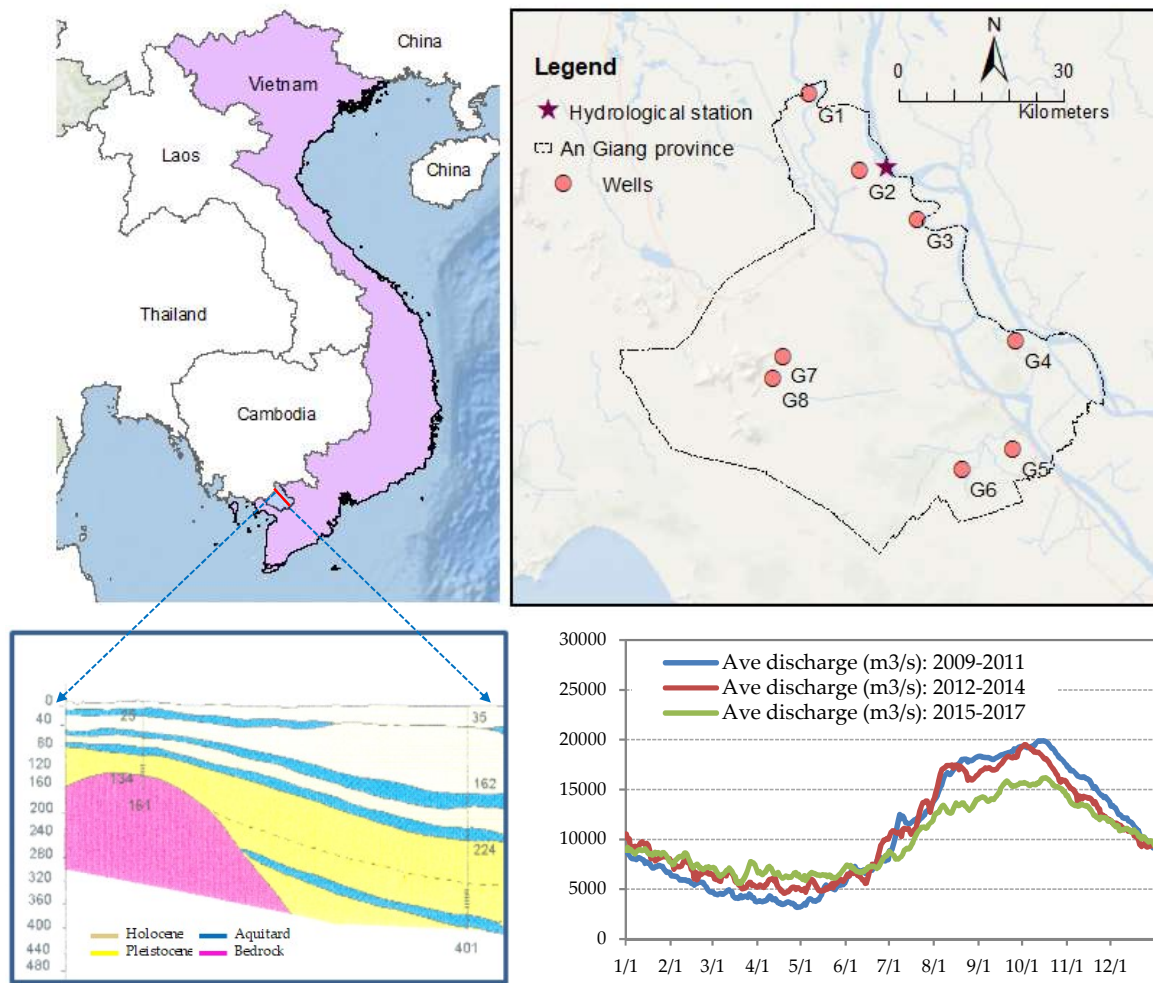 China
Vietnam
Laos
China
Thailand
Cambodia
Legend
Hydrological station
An Giang province
Wells
N
0 30
Kilometers
G1
G2
G3
G4
G7
G8
G5
G6
0
40
80
120
160
200
240
280
320
360
400
440
480
25
35
134
161
162
224
401
Holocene
Aquitard
Pleistocene
Bedrock
30000
25000
20000
15000
10000
5000
0
Ave discharge (m3/s): 2009-2011
Ave discharge (m3/s): 2012-2014
Ave discharge (m3/s): 2015-2017
1/1 2/1 3/1 4/1 5/1 6/1 7/1 8/1 9/1 10/1 11/1 12/1